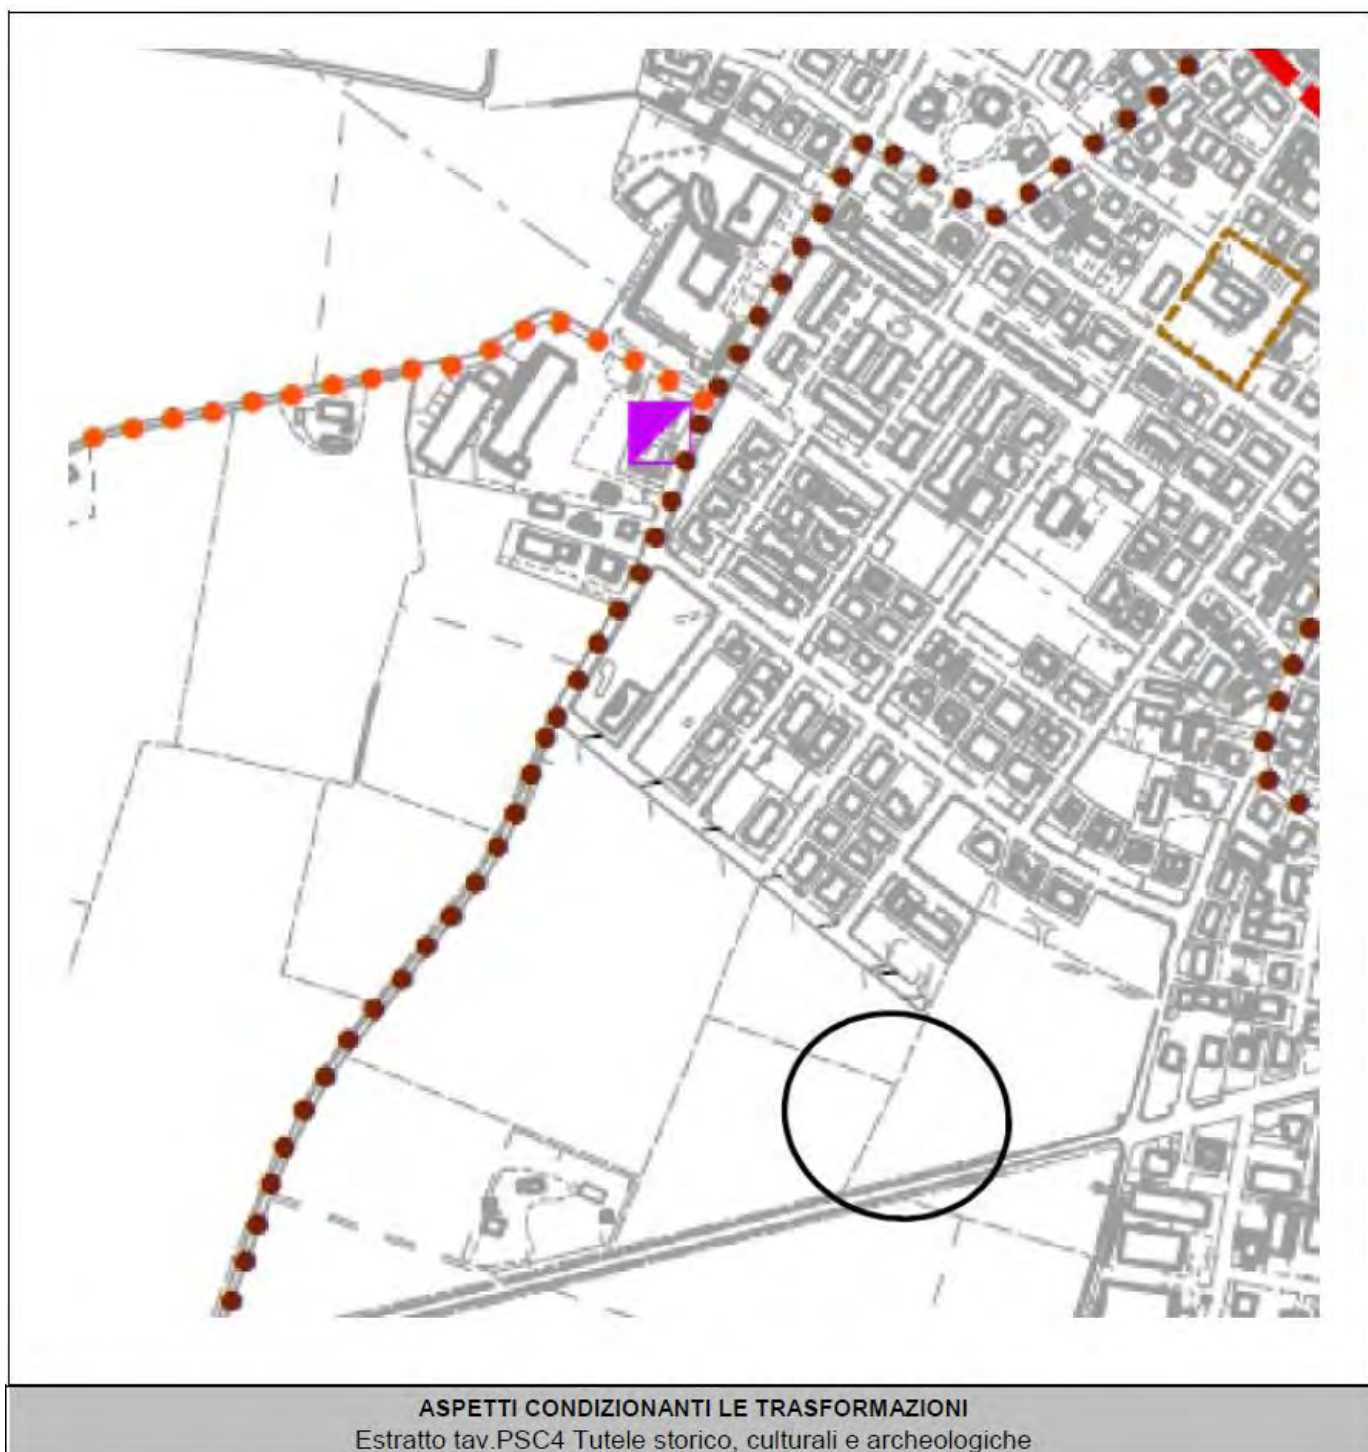 ASPETTI CONDIZIONANTI LE TRASFORMAZIONI
Estratto tav.PSC4 Tutele storico, culturali e archeologiche